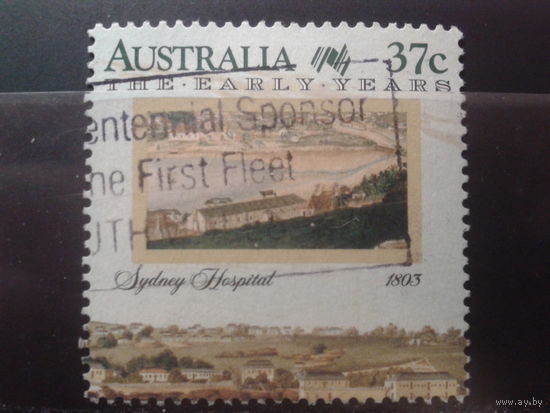 AUSTRALIA 37c
THE·EARLY·YEARS
entennial Sponsor
he First Fleet
UTH
Sydney Hospital 1803
© www.ay.by